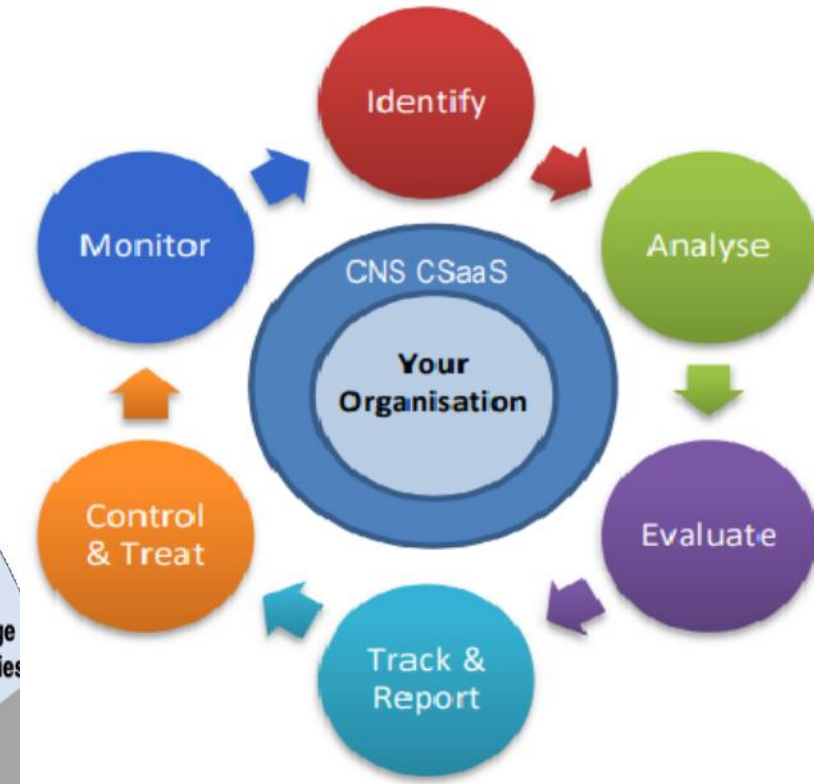 Identify
Monitor
Analyse
CNS CSaaS
Your
Organisation
Control
& Treat
Evaluate
Track &
Report